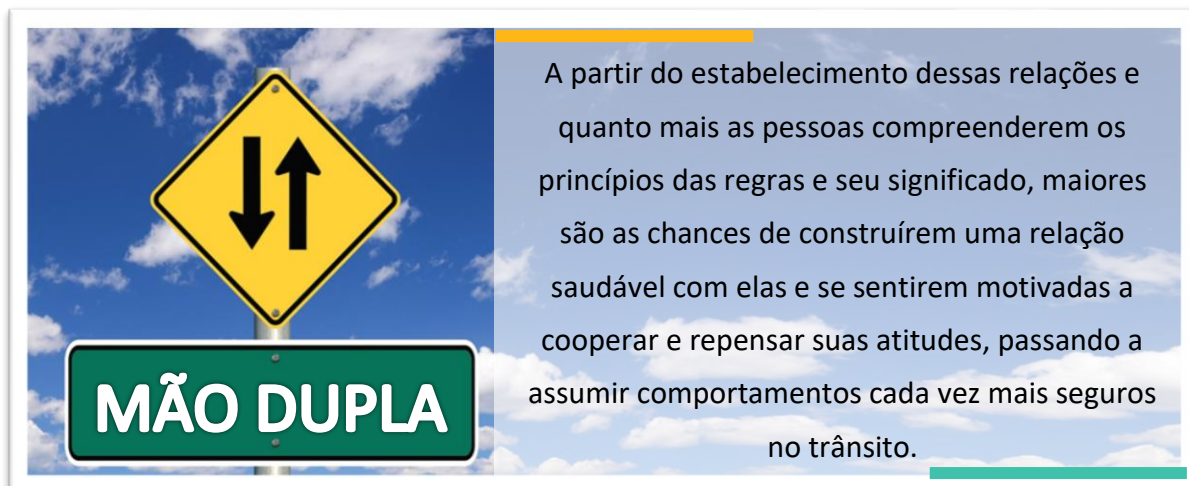 MÃO DUPLA
A partir do estabelecimento dessas relações e
quanto mais as pessoas compreenderem os
princípios das regras e seu significado, maiores
são as chances de construírem uma relação
saudável com elas e se sentirem motivadas a
cooperar e repensar suas atitudes, passando a
assumir comportamentos cada vez mais seguros
no trânsito.